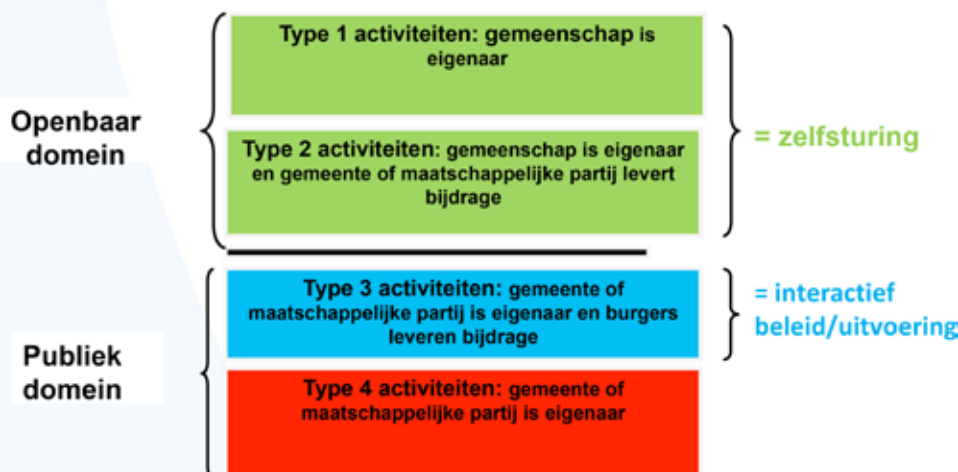 Openbaar
domein
Type 1 activiteiten: gemeenschap is
eigenaar
Type 2 activiteiten: gemeenschap is eigenaar
en gemeente of maatschappelijke partij levert
bijdrage
= zelfsturing
Publiek
domein
Type 3 activiteiten: gemeente of
maatschappelijke partij is eigenaar en burgers
leveren bijdrage
= interactief
beleid/uitvoering
Type 4 activiteiten: gemeente of
maatschappelijke partij is eigenaar